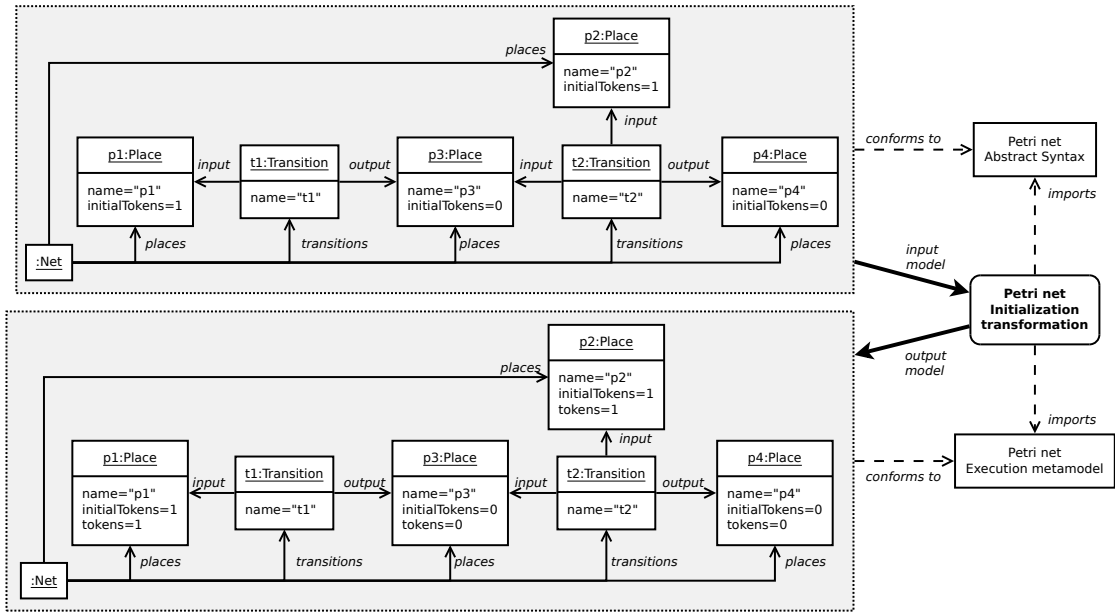 p2:Place
name="p2"
initialTokens=1
places
input
p1:Place
name="p1"
initialTokens=1
input
t1:Transition
name="t1"
output
p3:Place
name="p3"
initialTokens=0
input
t2:Transition
name="t2"
output
p4:Place
name="p4"
initialTokens=0
places
transitions
places
transitions
places
:Net
conforms to
Petri net
Abstract Syntax
imports
input
model
Petri net
Initialization
transformation
output
model
imports
Petri net
Execution metamodel
conforms to
p2:Place
name="p2"
initialTokens=1
tokens=1
places
input
p1:Place
name="p1"
initialTokens=1
tokens=1
input
t1:Transition
name="t1"
output
p3:Place
name="p3"
initialTokens=0
tokens=0
input
t2:Transition
name="t2"
output
p4:Place
name="p4"
initialTokens=0
tokens=0
places
transitions
places
transitions
places
:Net